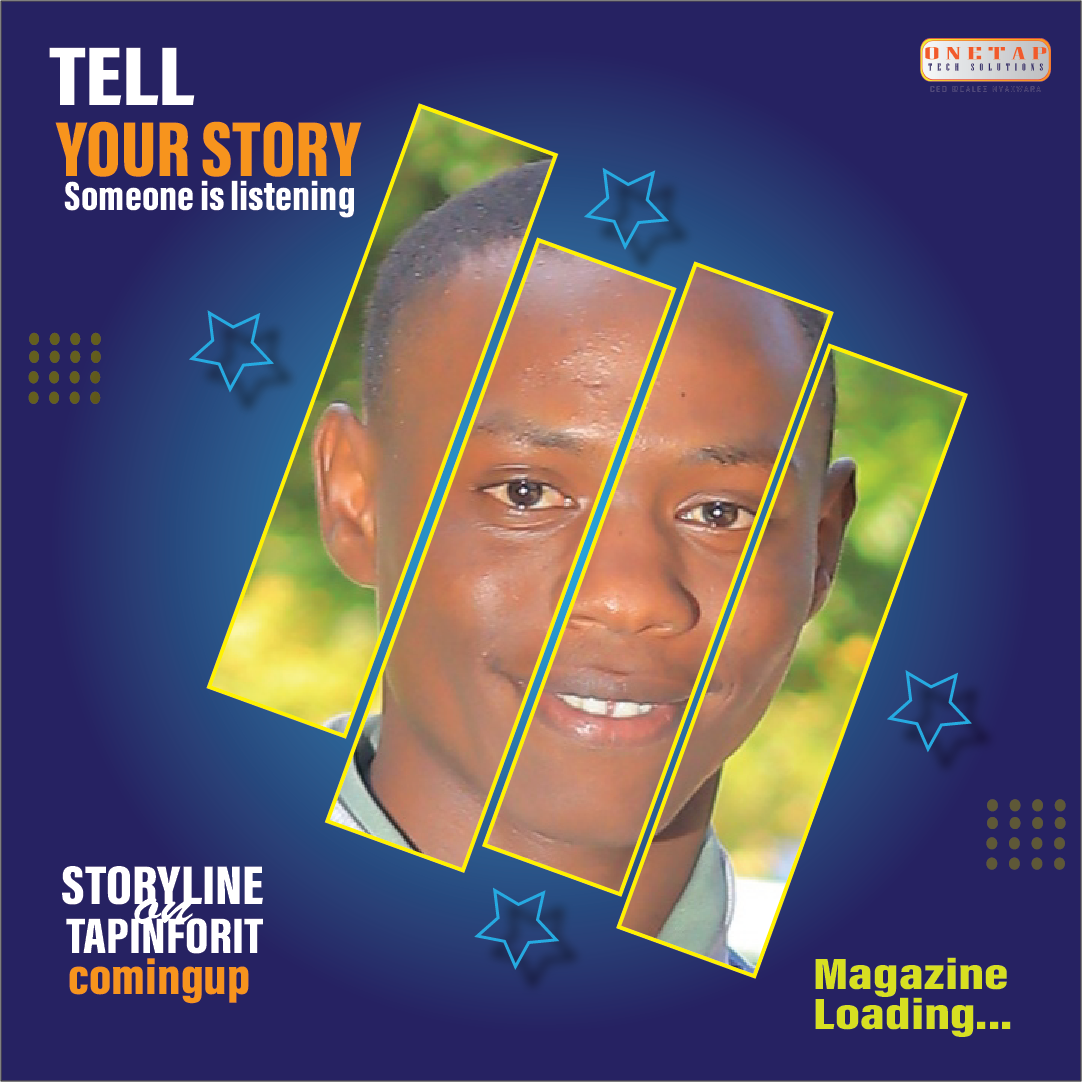 TELL
YOUR STORY
Someone is listening
ONETAP
TECH SOLUTIONS
STORYLINE
on
TAPINFORIT
comingup
Magazine
Loading...